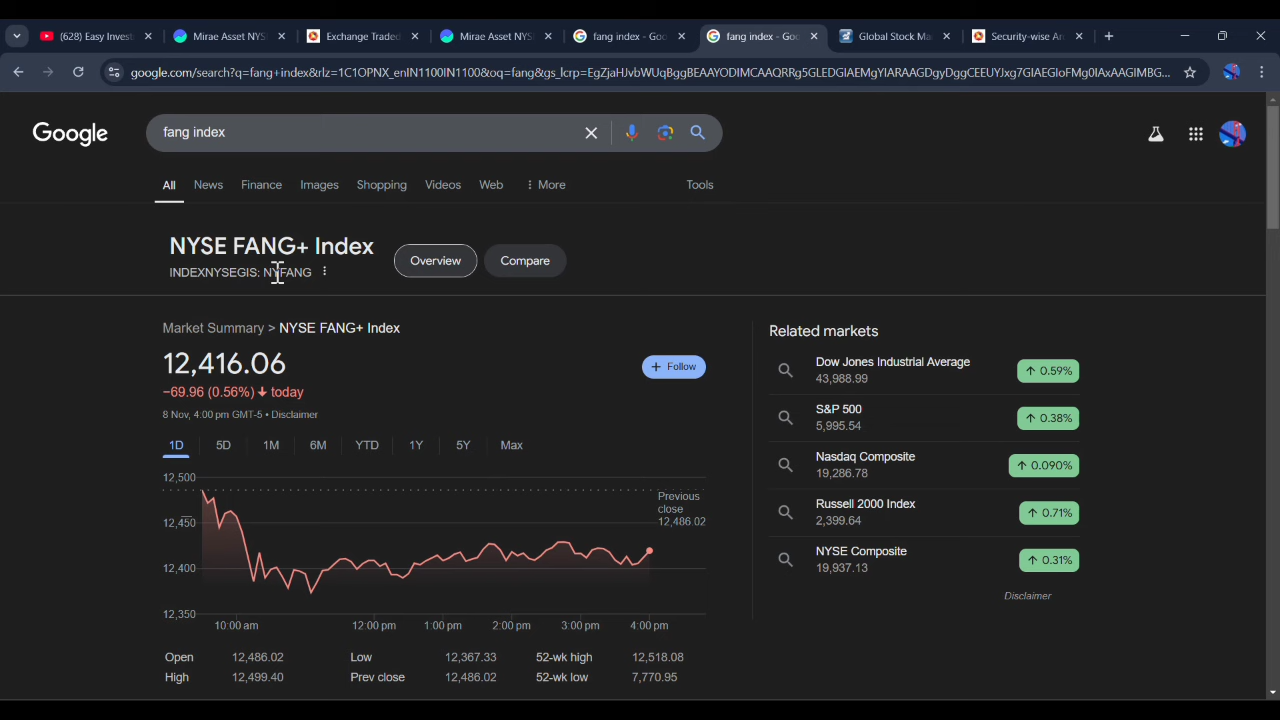 (628) Easy Invest
Mirae Asset NYS
Exchange Traded
Mirae Asset NYS
fang index - Goo
fang index - Goo
Global Stock Ma
Security-wise Ar
google.com/search?q=fang+index&rlz=1C1OPNX_enIN1100IN1100&oq=fang&gs_lcrp=EgZjaHJvbWUqBggBEAAYODIMCAAQRRg5GLEDGIAEMgYIARAAGDgyDggCEEUYJxg7GIAEGIoFMg0IAxAAGIMBG...
Google
fang index
All
News
Finance
Images
Shopping
Videos
Web
More
Tools
NYSE FANG+ Index
INDEXNYSEGIS: NYFANG
Overview
Compare
Market Summary > NYSE FANG+ Index
12,416.06
+ Follow
−69.96 (0.56%) ↓ today
8 Nov, 4:00 pm GMT-5 • Disclaimer
1D
5D
1M
6M
YTD
1Y
5Y
Max
12,500
12,450
12,400
12,350
Previous
close
12,486.02
10:00 am
12:00 pm
1:00 pm
2:00 pm
3:00 pm
4:00 pm
Open 12,486.02
Low 12,367.33
52-wk high 12,518.08
High 12,499.40
Prev close 12,486.02
52-wk low 7,770.95
Related markets
Dow Jones Industrial Average
43,988.99
↑ 0.59%
S&P 500
5,995.54
↑ 0.38%
Nasdaq Composite
19,286.78
↑ 0.090%
Russell 2000 Index
2,399.64
↑ 0.71%
NYSE Composite
19,937.13
↑ 0.31%
Disclaimer